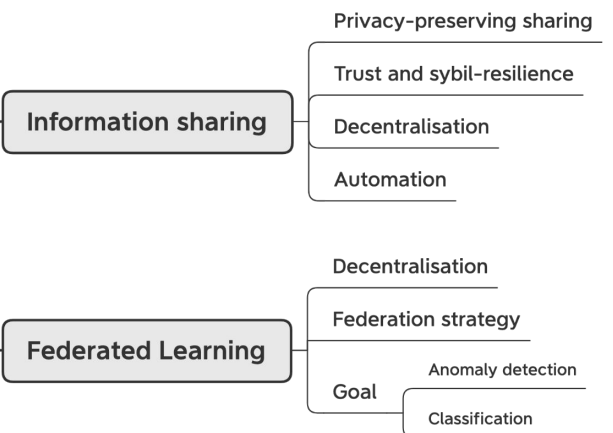 Privacy-preserving sharing
Trust and sybil-resilience
Information sharing
Decentralisation
Automation
Decentralisation
Federation strategy
Federated Learning
Anomaly detection
Goal
Classification